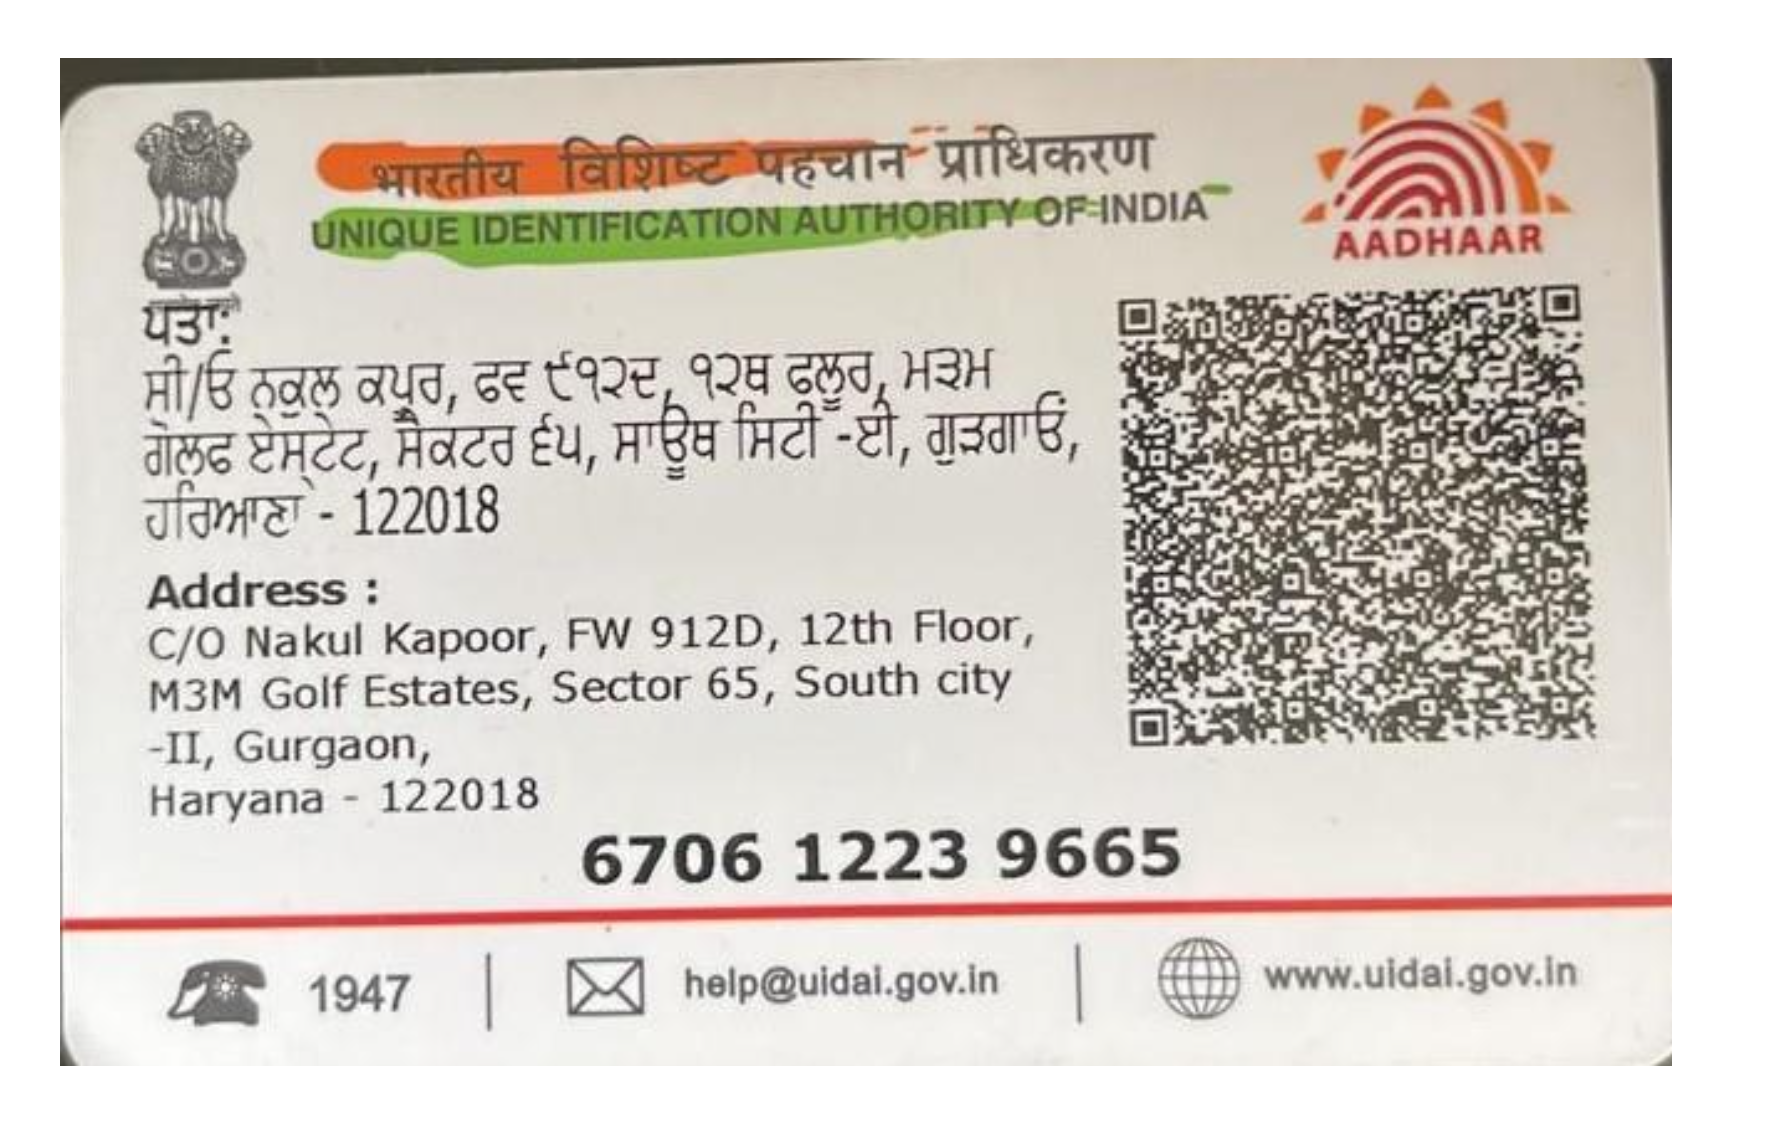 भारतीय विशिष्ट पहचान प्राधिकरण
UNIQUE IDENTIFICATION AUTHORITY OF INDIA
AADHAAR
ਪਤਾ:
ਸੀ/ਓ ਨਕੁਲ ਕਪੂਰ, ਫਵ ੯੧੨ਦ, ੧੨ਥ ਫਲੂਰ, ਮ੩ਮ
ਗੋਲਫ ਏਸਟੇਟ, ਸੈਕਟਰ ੬੫, ਸਾਊਥ ਸਿਟੀ -ਈ, ਗੁੜਗਾਓਂ,
ਹਰਿਆਣਾ - 122018
Address :
C/O Nakul Kapoor, FW 912D, 12th Floor,
M3M Golf Estates, Sector 65, South city
-II, Gurgaon,
Haryana - 122018
6706 1223 9665
1947
help@uidai.gov.in
www.uidai.gov.in